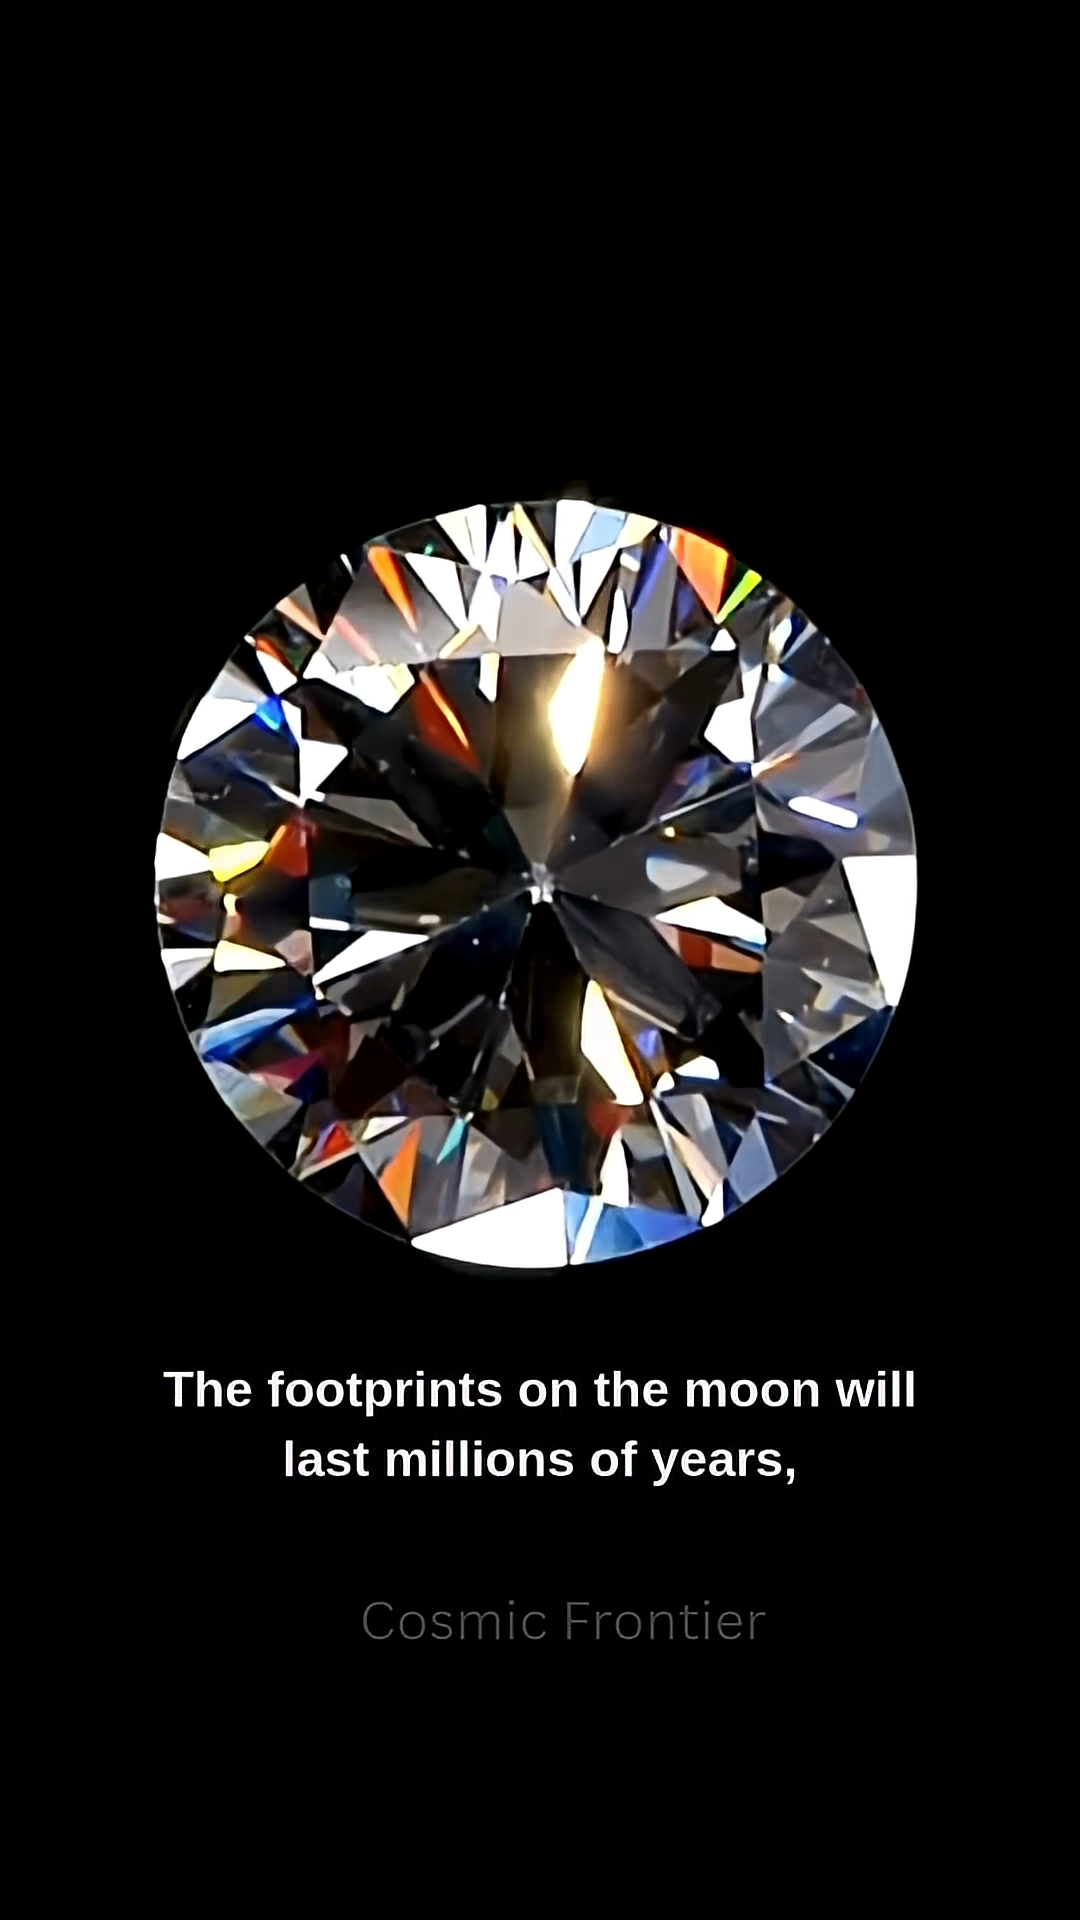 The footprints on the moon will
last millions of years,
Cosmic Frontier